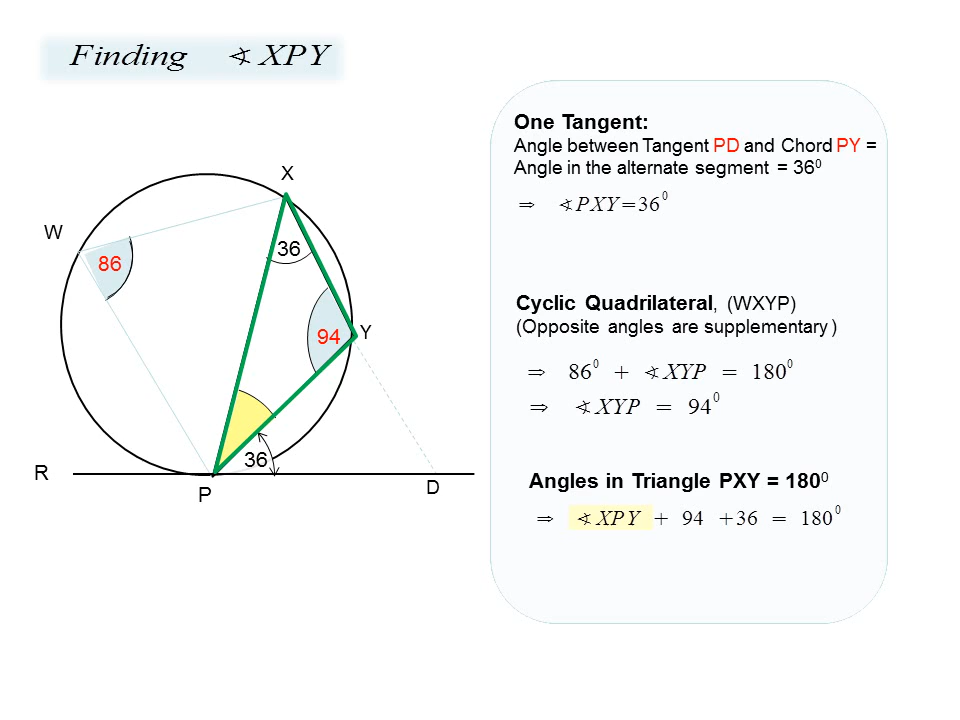 Finding ∢ XPY
One Tangent:
Angle between Tangent PD and Chord PY =
Angle in the alternate segment = 36⁰
⇒ ∢PXY=36⁰
X
W
36
86
Cyclic Quadrilateral, (WXYP)
(Opposite angles are supplementary )
94
Y
⇒ 86⁰ + ∢XYP = 180⁰
⇒ ∢XYP = 94⁰
36
R
P
D
Angles in Triangle PXY = 180⁰
⇒ ∢XPY + 94 +36 = 180⁰